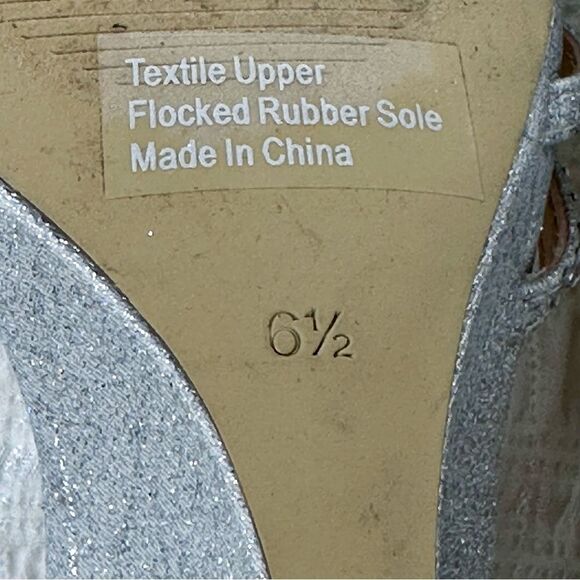 Textile Upper
Flocked Rubber Sole
Made In China
6½